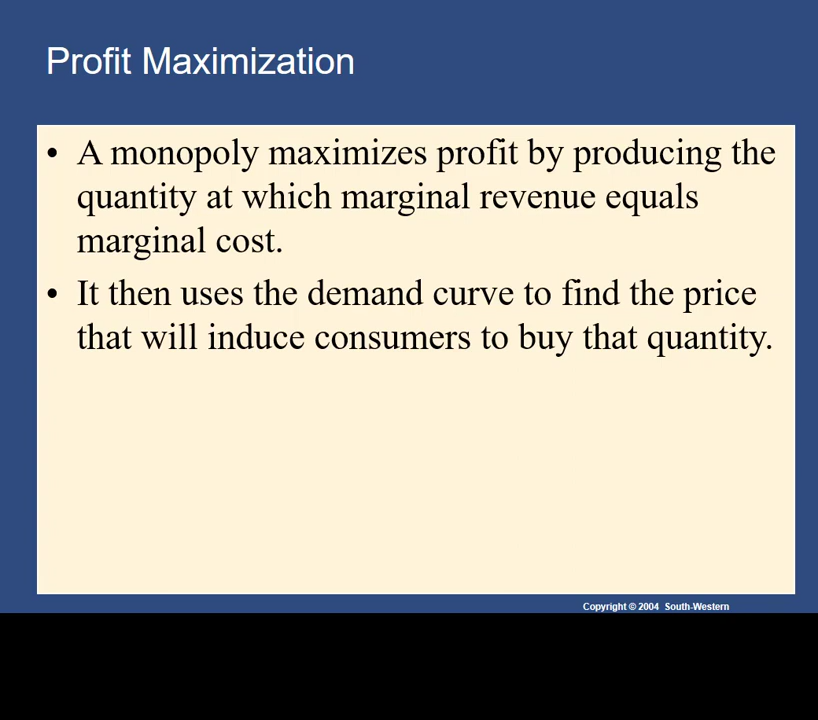 Profit Maximization
• A monopoly maximizes profit by producing the
quantity at which marginal revenue equals
marginal cost.
• It then uses the demand curve to find the price
that will induce consumers to buy that quantity.
Copyright © 2004 South-Western